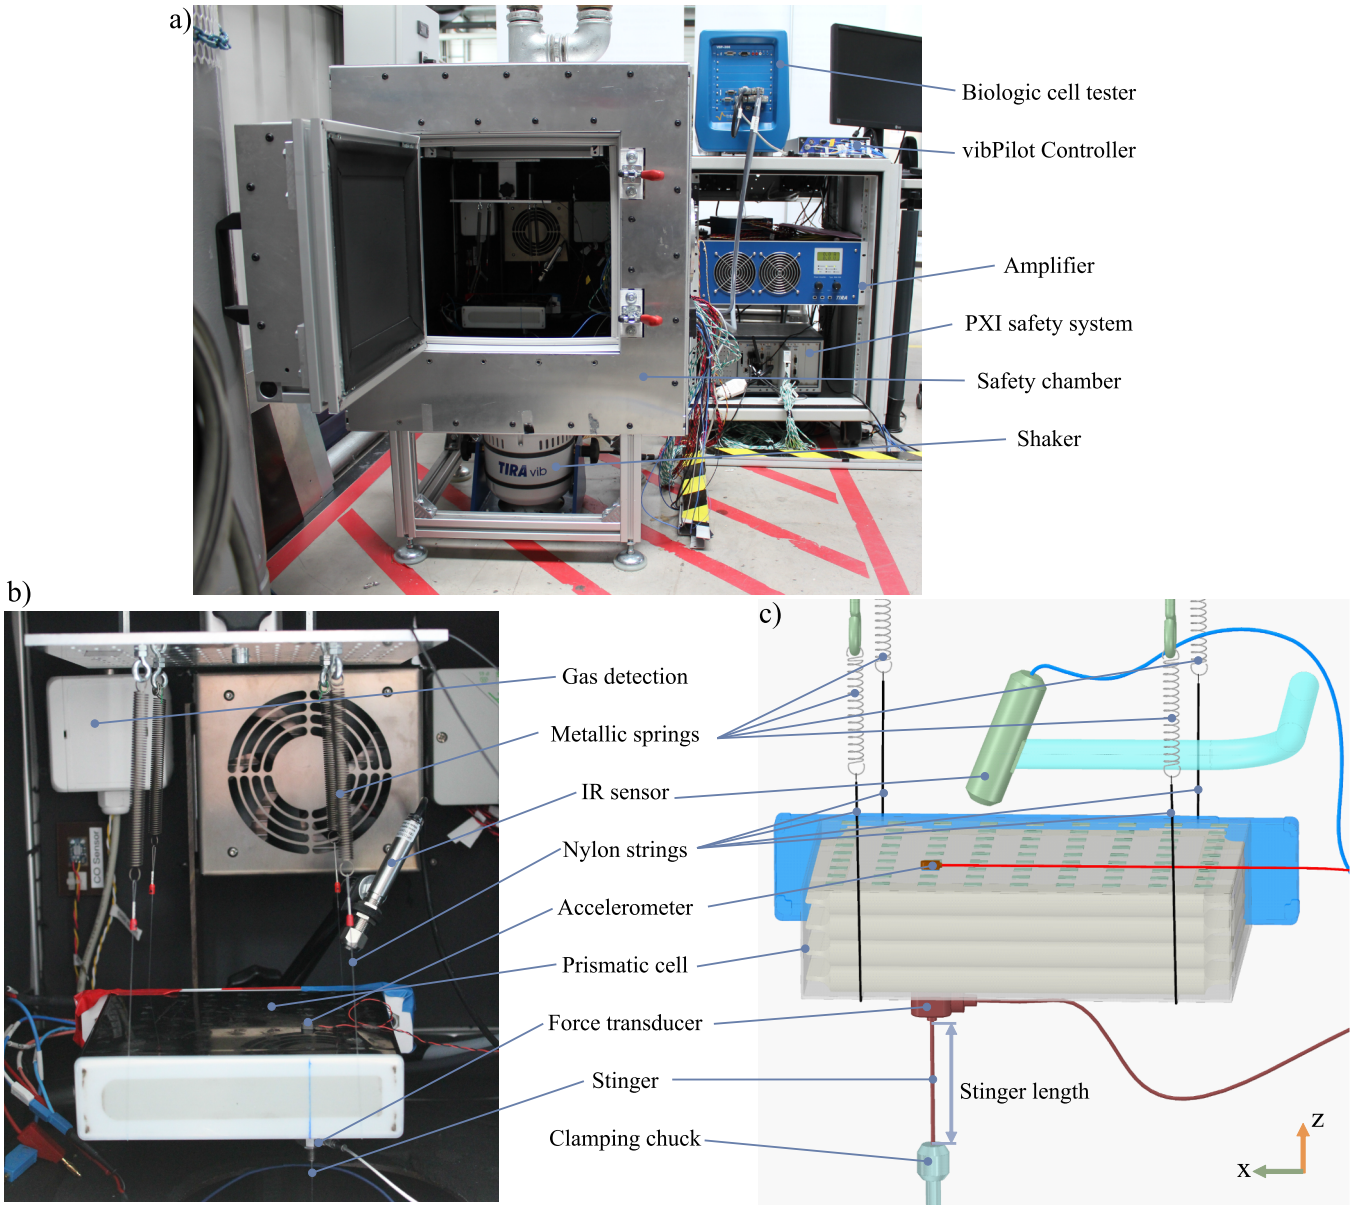 a)
Biologic cell tester
vibPilot Controller
Amplifier
PXI safety system
Safety chamber
Shaker
TIRA vib
b)
c)
Gas detection
Metallic springs
IR sensor
Nylon strings
Accelerometer
Prismatic cell
Force transducer
Stinger
Clamping chuck
CO Sensor
Stinger length
z
x